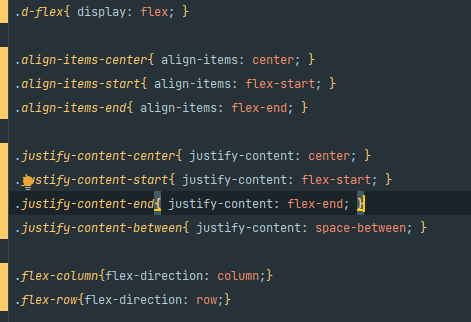 .d-flex{ display: flex; }
.align-items-center{ align-items: center; }
.align-items-start{ align-items: flex-start; }
.align-items-end{ align-items: flex-end; }
.justify-content-center{ justify-content: center; }
.justify-content-start{ justify-content: flex-start; }
.justify-content-end{ justify-content: flex-end; }
.justify-content-between{ justify-content: space-between; }
.flex-column{flex-direction: column;}
.flex-row{flex-direction: row;}